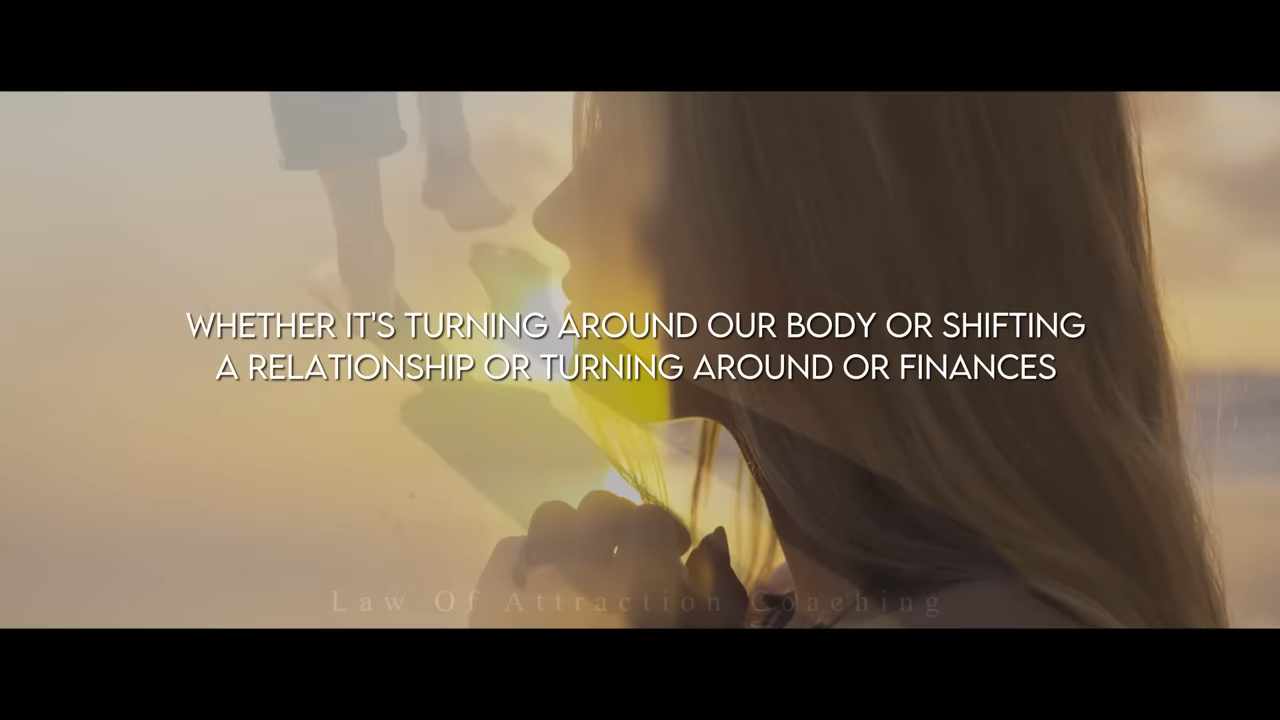 WHETHER IT'S TURNING AROUND OUR BODY OR SHIFTING
A RELATIONSHIP OR TURNING AROUND OR FINANCES
Law Of Attraction Coaching